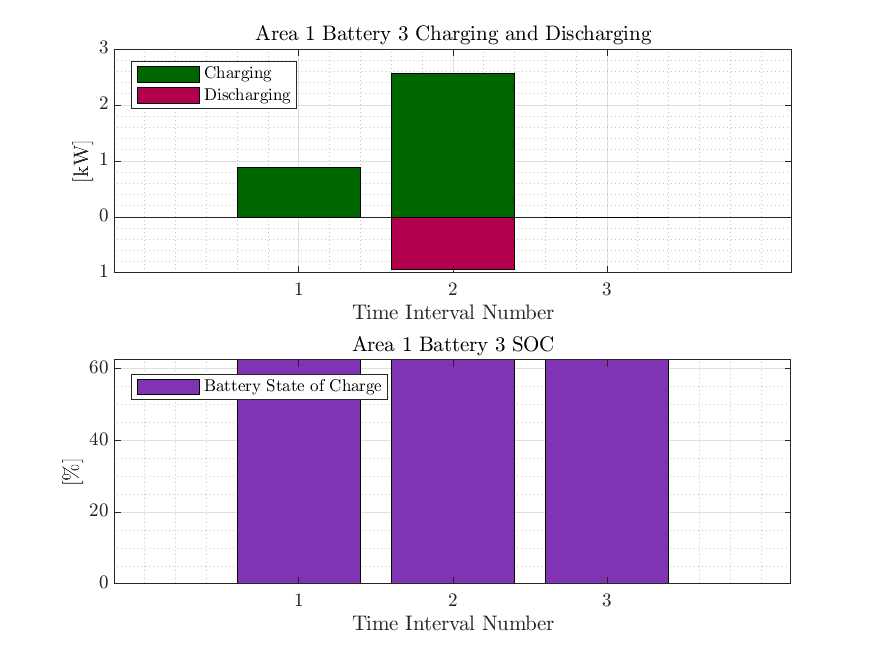 Area 1 Battery 3 Charging and Discharging
3
Charging
Discharging
2
[kW]
1
0
1
1 2 3
Time Interval Number
Area 1 Battery 3 SOC
60
Battery State of Charge
40
[%]
20
0
1 2 3
Time Interval Number